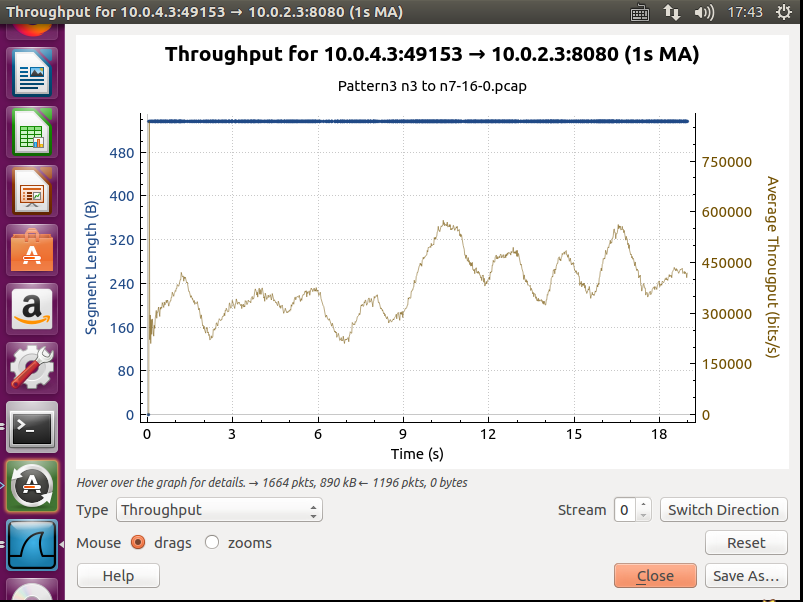 Throughput for 10.0.4.3:49153 → 10.0.2.3:8080 (1s MA)
17:43
Throughput for 10.0.4.3:49153 → 10.0.2.3:8080 (1s MA)
Pattern3 n3 to n7-16-0.pcap
Segment Length (B)
480
400
320
240
160
80
0
750000
600000
450000
300000
150000
0
Average Througput (bits/s)
0 3 6 9 12 15 18
Time (s)
Hover over the graph for details. → 1664 pkts, 890 kB ← 1196 pkts, 0 bytes
Type Throughput Stream 0 Switch Direction
Mouse drags zooms Reset
Help Close Save As…